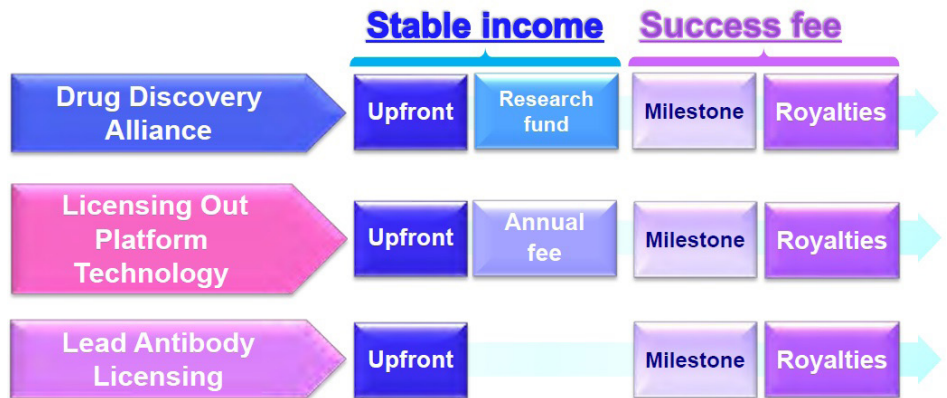 Stable income
Success fee
Drug Discovery
Alliance
Upfront
Research
fund
Milestone
Royalties
Licensing Out
Platform
Technology
Upfront
Annual
fee
Milestone
Royalties
Lead Antibody
Licensing
Upfront
Milestone
Royalties